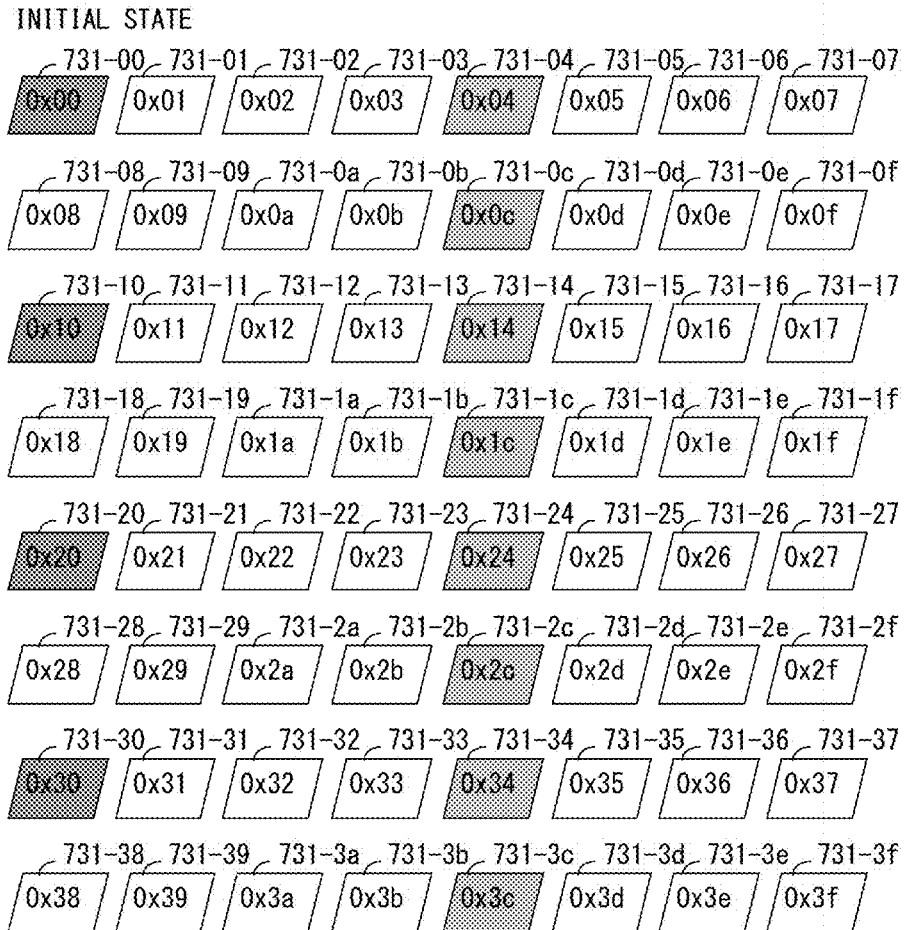 INITIAL STATE
731-00 731-01 731-02 731-03 731-04 731-05 731-06 731-07
0x00 0x01 0x02 0x03 0x04 0x05 0x06 0x07
731-08 731-09 731-0a 731-0b 731-0c 731-0d 731-0e 731-0f
0x08 0x09 0x0a 0x0b 0x0c 0x0d 0x0e 0x0f
731-10 731-11 731-12 731-13 731-14 731-15 731-16 731-17
0x10 0x11 0x12 0x13 0x14 0x15 0x16 0x17
731-18 731-19 731-1a 731-1b 731-1c 731-1d 731-1e 731-1f
0x18 0x19 0x1a 0x1b 0x1c 0x1d 0x1e 0x1f
731-20 731-21 731-22 731-23 731-24 731-25 731-26 731-27
0x20 0x21 0x22 0x23 0x24 0x25 0x26 0x27
731-28 731-29 731-2a 731-2b 731-2c 731-2d 731-2e 731-2f
0x28 0x29 0x2a 0x2b 0x2c 0x2d 0x2e 0x2f
731-30 731-31 731-32 731-33 731-34 731-35 731-36 731-37
0x30 0x31 0x32 0x33 0x34 0x35 0x36 0x37
731-38 731-39 731-3a 731-3b 731-3c 731-3d 731-3e 731-3f
0x38 0x39 0x3a 0x3b 0x3c 0x3d 0x3e 0x3f